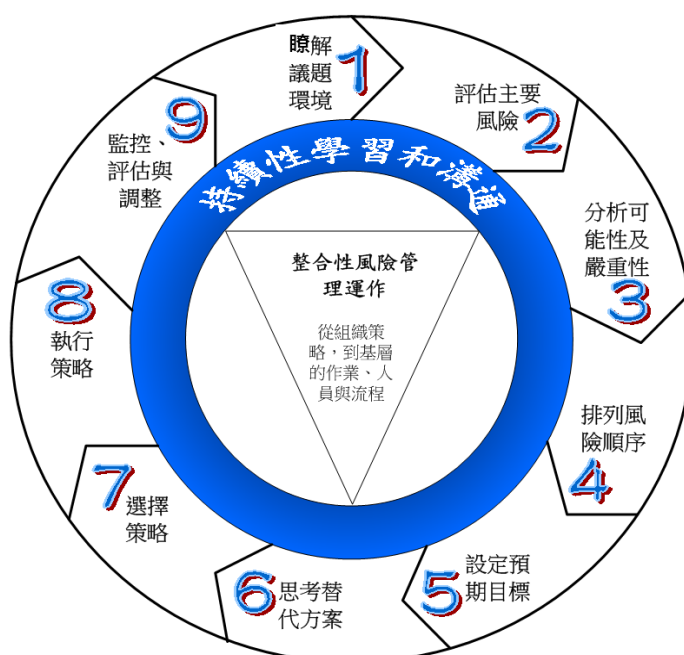 1
瞭解
議題
環境
2
評估主要
風險
3
分析可
能性及
嚴重性
4
排列風
險順序
5
設定預
期目標
6
思考替
代方案
7
選擇
策略
8
執行
策略
9
監控、
評估與
調整
持續性學習和溝通
整合性風險管
理運作
從組織策
略，到基層
的作業、人
員與流程